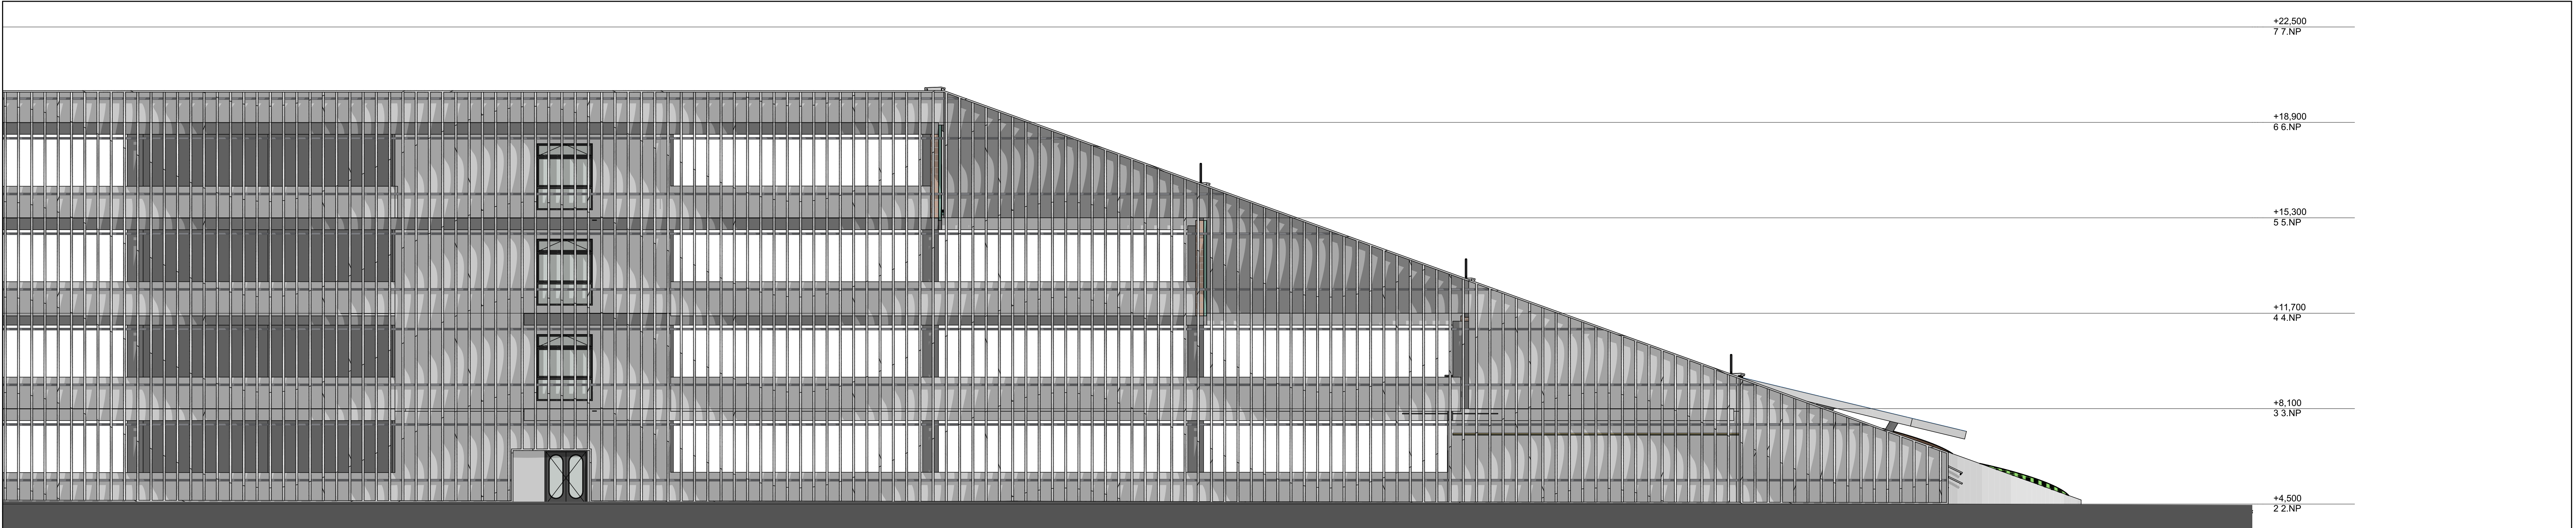 +22,500
7 7.NP
+18,900
6 6.NP
+15,300
5 5.NP
+11,700
4 4.NP
+8,100
3 3.NP
+4,500
2 2.NP